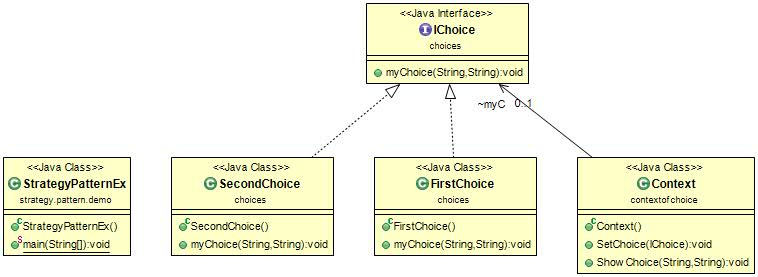 <<Java Interface>>
IChoice
choices
myChoice(String,String):void
~myC 0..1
<<Java Class>>
StrategyPatternEx
strategy.pattern.demo
StrategyPatternEx()
main(String[]):void
<<Java Class>>
SecondChoice
choices
SecondChoice()
myChoice(String,String):void
<<Java Class>>
FirstChoice
choices
FirstChoice()
myChoice(String,String):void
<<Java Class>>
Context
contextofchoice
Context()
SetChoice(IChoice):void
ShowChoice(String,String):void